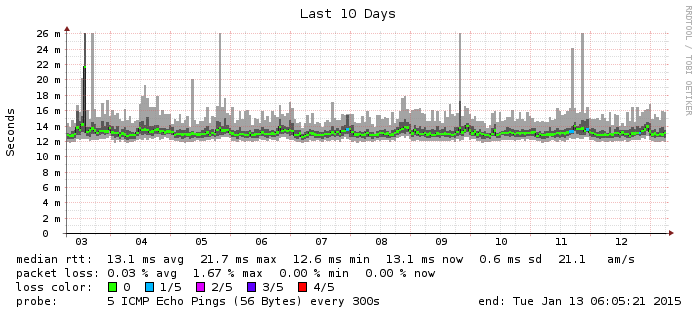 Last 10 Days
RRDTOOL / TOBI OETIKER
Seconds
26 m
24 m
22 m
20 m
18 m
16 m
14 m
12 m
10 m
8 m
6 m
4 m
2 m
0
03 04 05 06 07 08 09 10 11 12
median rtt: 13.1 ms avg 21.7 ms max 12.6 ms min 13.1 ms now 0.6 ms sd 21.1 am/s
packet loss: 0.03 % avg 1.67 % max 0.00 % min 0.00 % now
loss color: 0 1/5 2/5 3/5 4/5
probe: 5 ICMP Echo Pings (56 Bytes) every 300s end: Tue Jan 13 06:05:21 2015